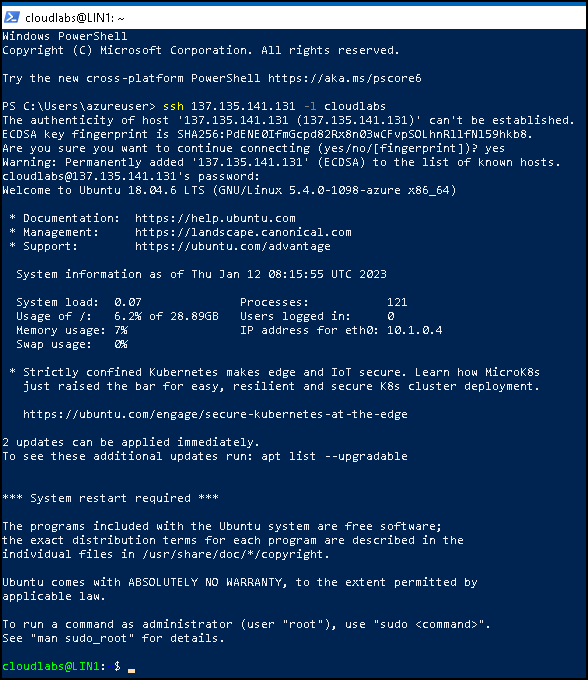 cloudlabs@LIN1: ~
Windows PowerShell
Copyright (C) Microsoft Corporation. All rights reserved.
Try the new cross-platform PowerShell https://aka.ms/pscore6
PS C:\Users\azureuser> ssh 137.135.141.131 -l cloudlabs
The authenticity of host '137.135.141.131 (137.135.141.131)' can't be established.
ECDSA key fingerprint is SHA256:PdENE0IfmGcpd82Rx8n03wCFvpSOLhnRllfNl59hkb8.
Are you sure you want to continue connecting (yes/no/[fingerprint])? yes
Warning: Permanently added '137.135.141.131' (ECDSA) to the list of known hosts.
cloudlabs@137.135.141.131's password:
Welcome to Ubuntu 18.04.6 LTS (GNU/Linux 5.4.0-1098-azure x86_64)
* Documentation:  https://help.ubuntu.com
* Management:     https://landscape.canonical.com
* Support:        https://ubuntu.com/advantage
System information as of Thu Jan 12 08:15:55 UTC 2023
System load:  0.07              Processes:           121
Usage of /:   6.2% of 28.89GB   Users logged in:     0
Memory usage: 7%                IP address for eth0: 10.1.0.4
Swap usage:   0%
* Strictly confined Kubernetes makes edge and IoT secure. Learn how MicroK8s
just raised the bar for easy, resilient and secure K8s cluster deployment.
https://ubuntu.com/engage/secure-kubernetes-at-the-edge
2 updates can be applied immediately.
To see these additional updates run: apt list --upgradable
*** System restart required ***
The programs included with the Ubuntu system are free software;
the exact distribution terms for each program are described in the
individual files in /usr/share/doc/*/copyright.
Ubuntu comes with ABSOLUTELY NO WARRANTY, to the extent permitted by
applicable law.
To run a command as administrator (user "root"), use "sudo <command>".
See "man sudo_root" for details.
cloudlabs@LIN1: $